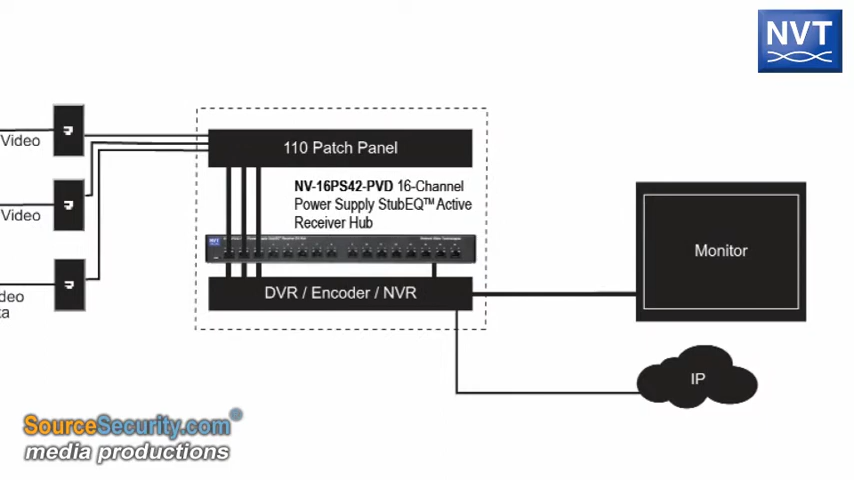 NVT
Video
110 Patch Panel
NV-16PS42-PVD 16-Channel
Power Supply StubEQ™ Active
Receiver Hub
Video
NVT
Monitor
DVR / Encoder / NVR
deo
ta
IP
SourceSecurity.com
media productions